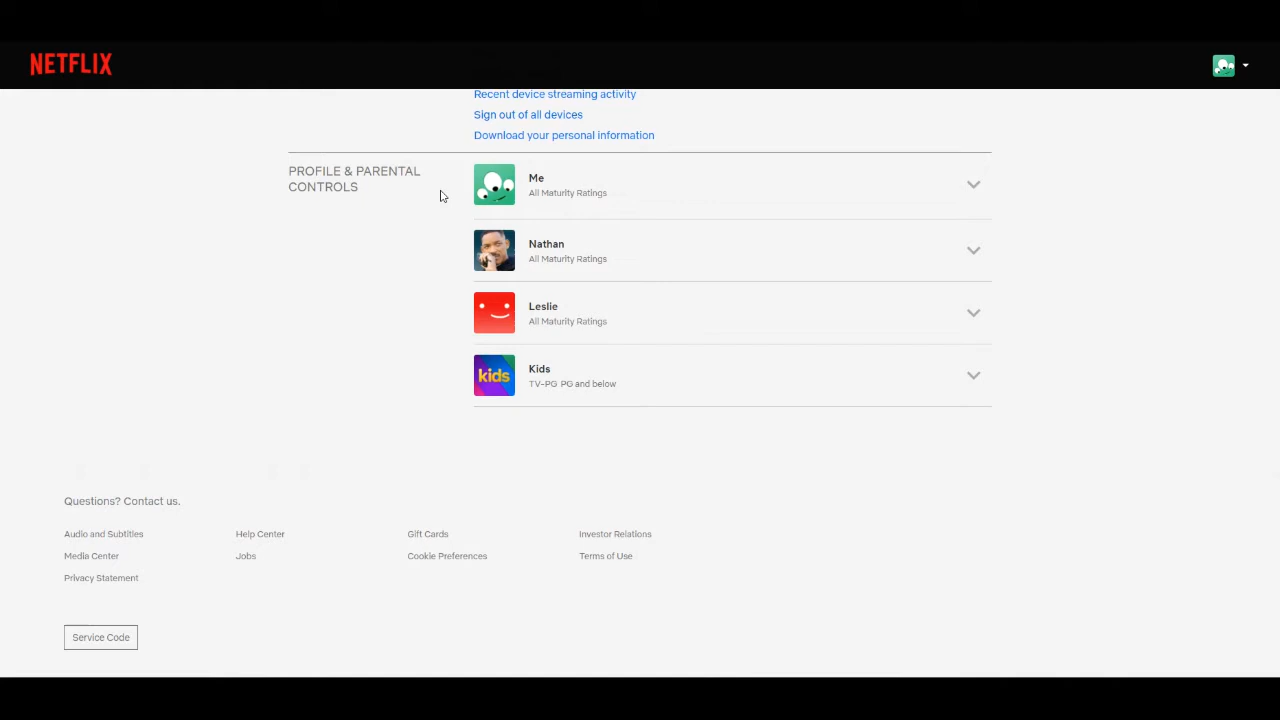 NETFLIX
Recent device streaming activity
Sign out of all devices
Download your personal information
PROFILE & PARENTAL
CONTROLS
Me
All Maturity Ratings
Nathan
All Maturity Ratings
Leslie
All Maturity Ratings
kids
Kids
TV-PG PG and below
Questions? Contact us.
Audio and Subtitles
Help Center
Gift Cards
Investor Relations
Media Center
Jobs
Cookie Preferences
Terms of Use
Privacy Statement
Service Code